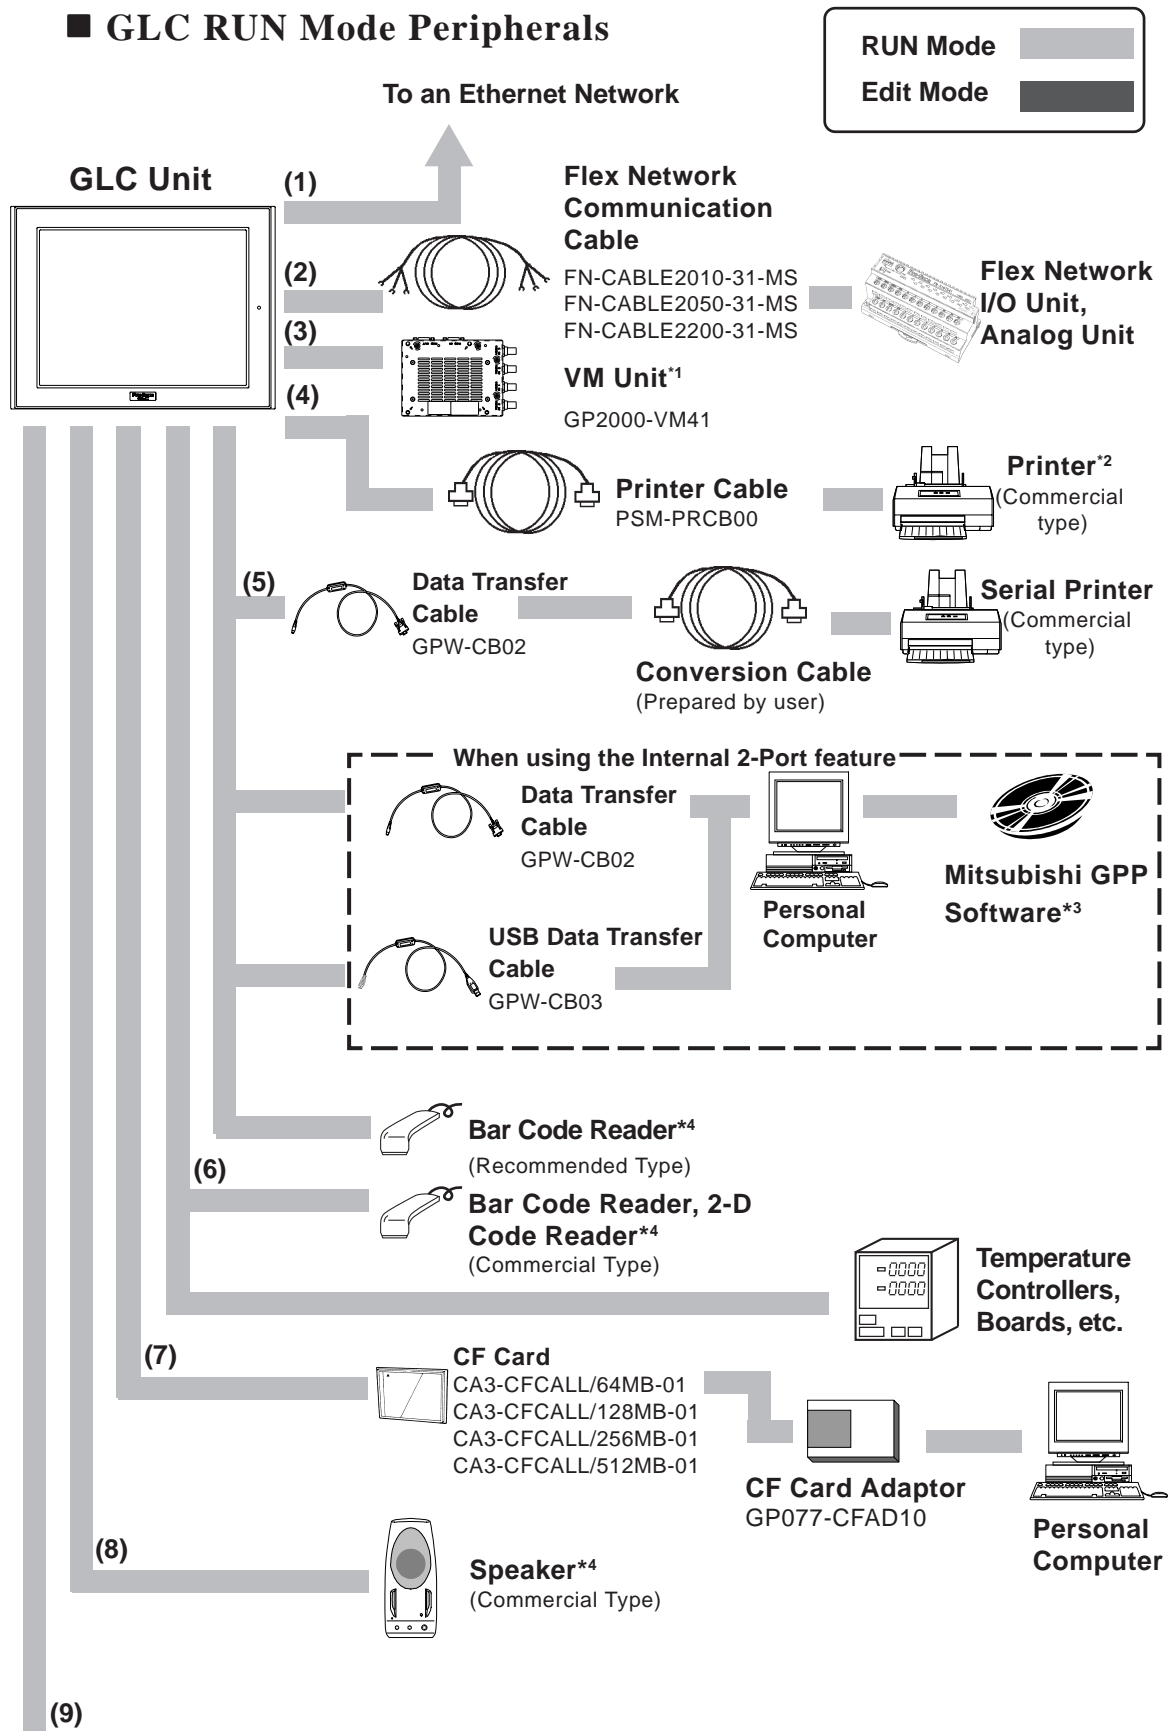 ■ GLC RUN Mode Peripherals
RUN Mode
Edit Mode
To an Ethernet Network
GLC Unit
(1)
Flex Network
Communication
Cable
FN-CABLE2010-31-MS
FN-CABLE2050-31-MS
FN-CABLE2200-31-MS
(2)
Flex Network
I/O Unit,
Analog Unit
(3)
VM Unit*1
GP2000-VM41
(4)
Printer Cable
PSM-PRCB00
Printer*2
(Commercial
type)
(5)
Data Transfer
Cable
GPW-CB02
Conversion Cable
(Prepared by user)
Serial Printer
(Commercial
type)
When using the Internal 2-Port feature
Data Transfer
Cable
GPW-CB02
Personal
Computer
Mitsubishi GPP
Software*3
USB Data Transfer
Cable
GPW-CB03
Bar Code Reader*4
(Recommended Type)
(6)
Bar Code Reader, 2-D
Code Reader*4
(Commercial Type)
Temperature
Controllers,
Boards, etc.
(7)
CF Card
CA3-CFCALL/64MB-01
CA3-CFCALL/128MB-01
CA3-CFCALL/256MB-01
CA3-CFCALL/512MB-01
CF Card Adaptor
GP077-CFAD10
Personal
Computer
(8)
Speaker*4
(Commercial Type)
(9)